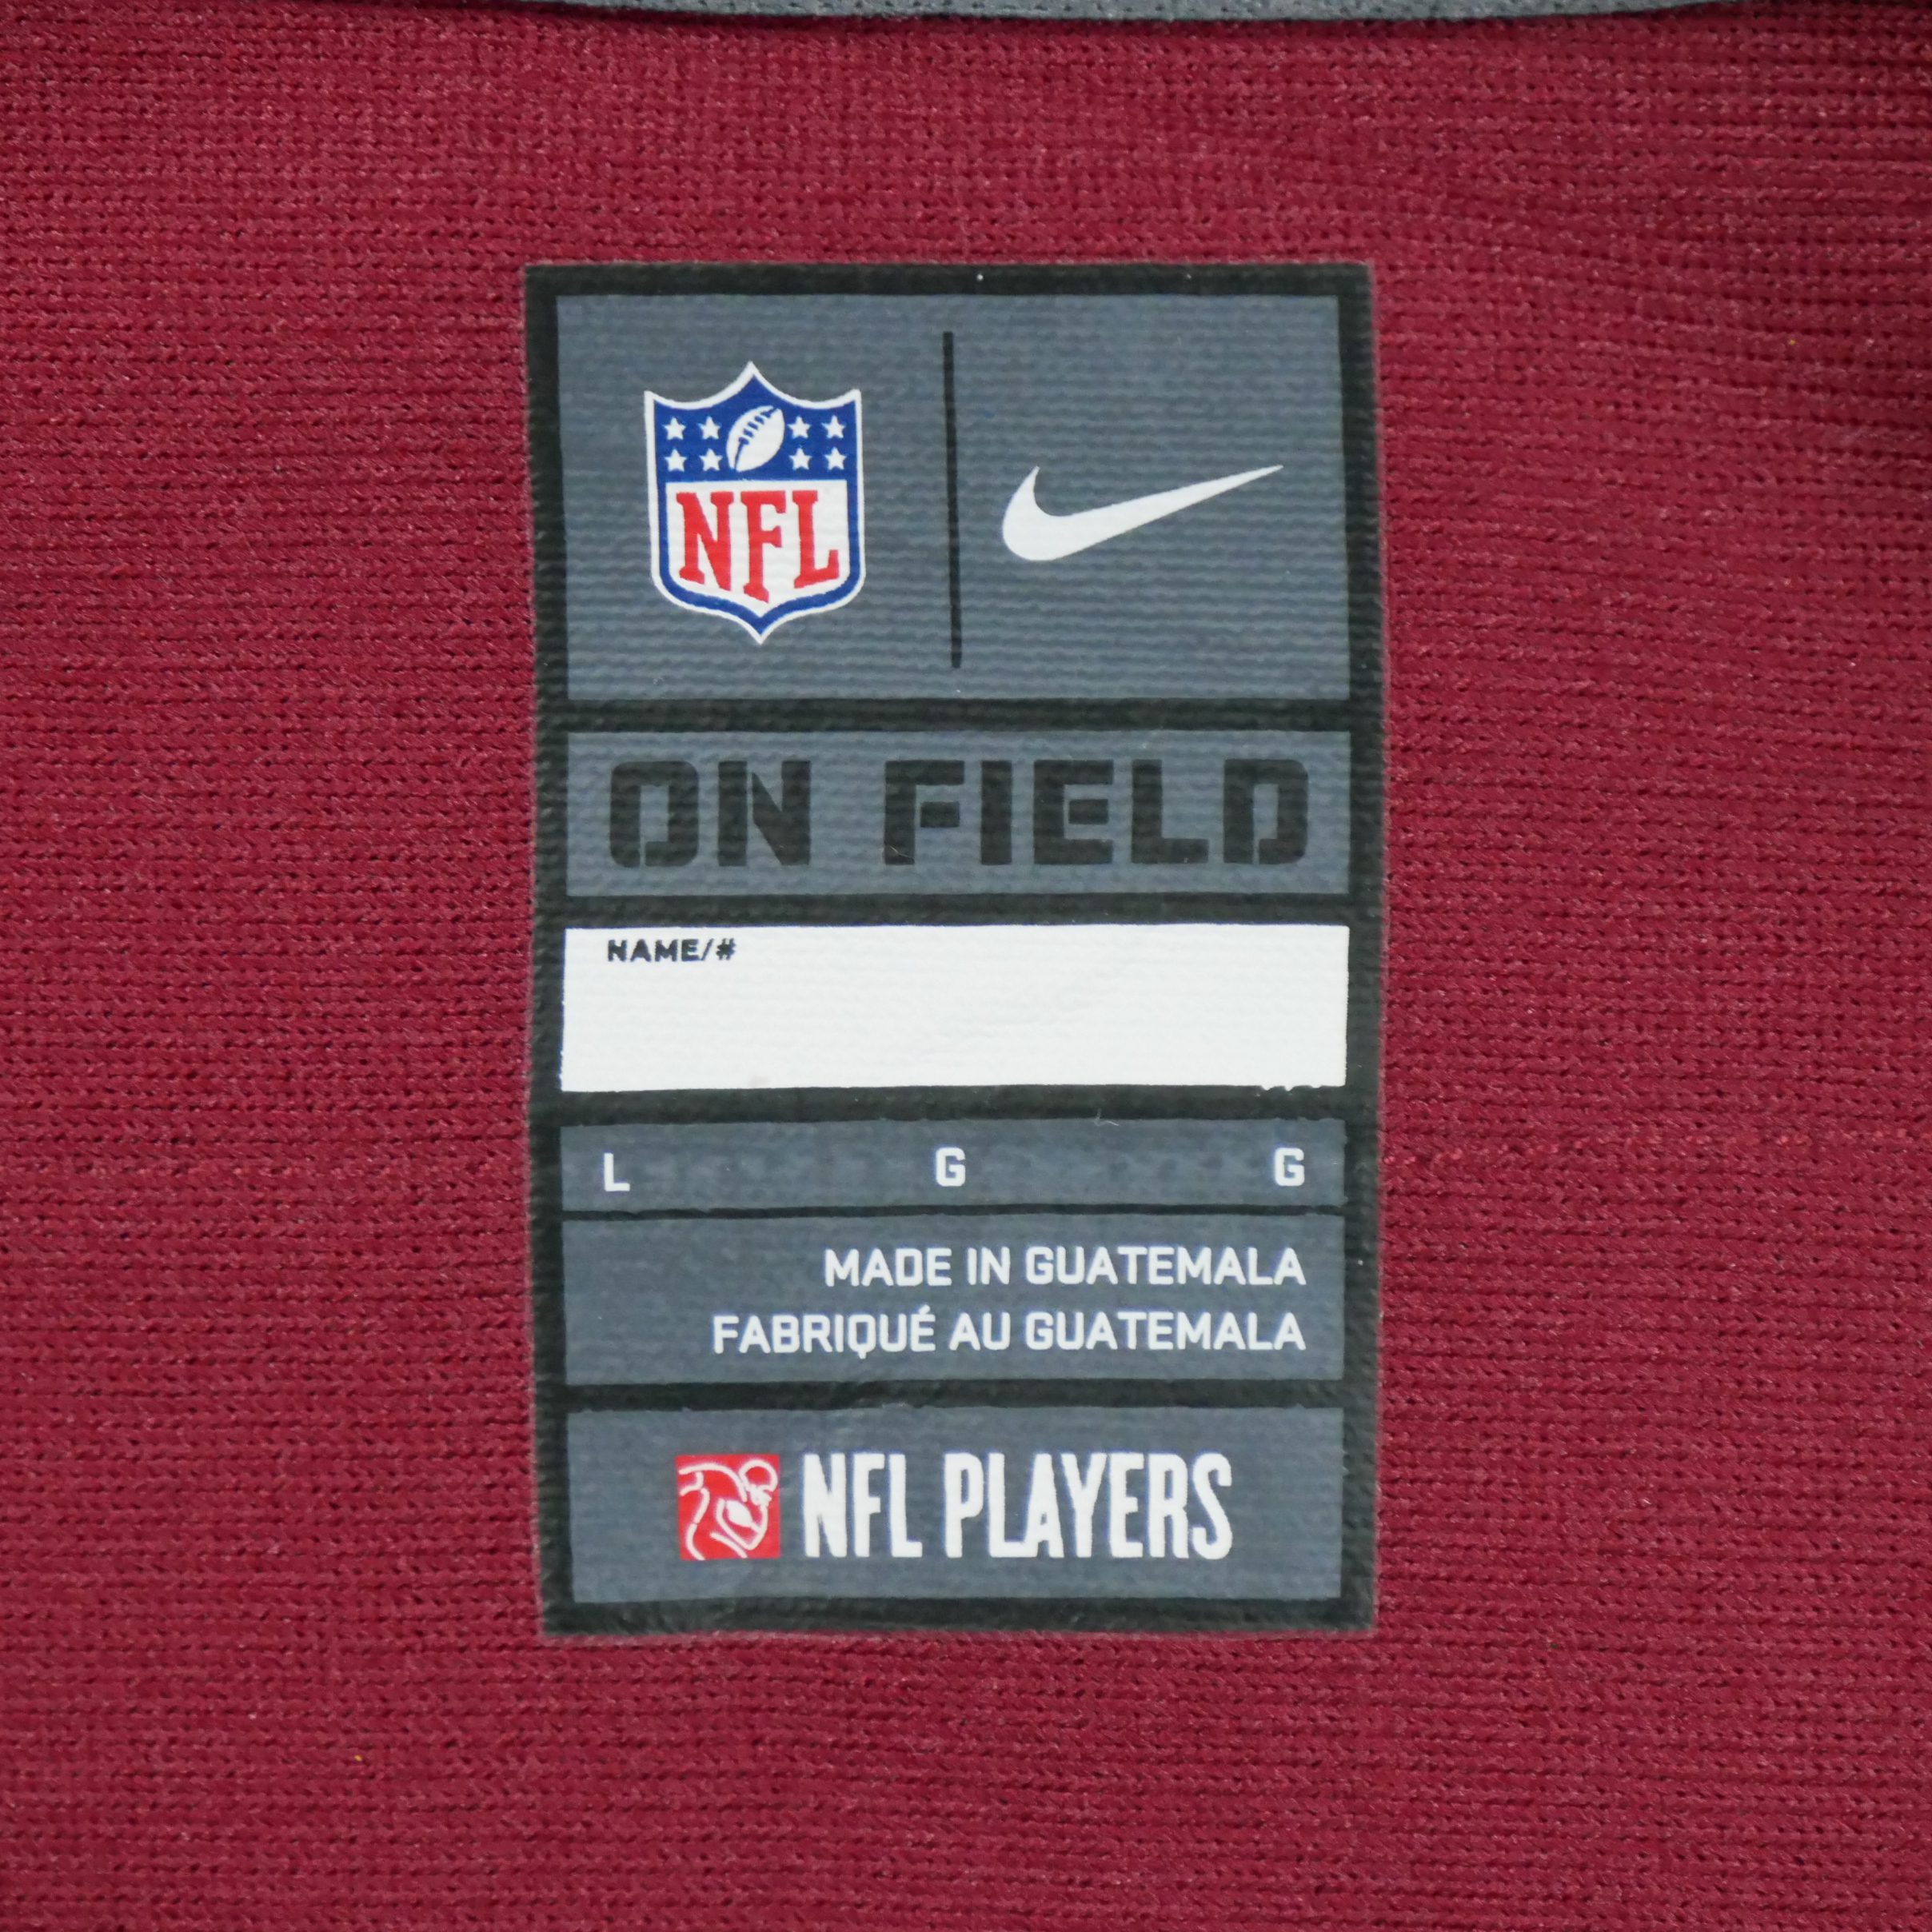 NFL
ON FIELD
NAME/#
L G G
MADE IN GUATEMALA
FABRIQUÉ AU GUATEMALA
NFL PLAYERS